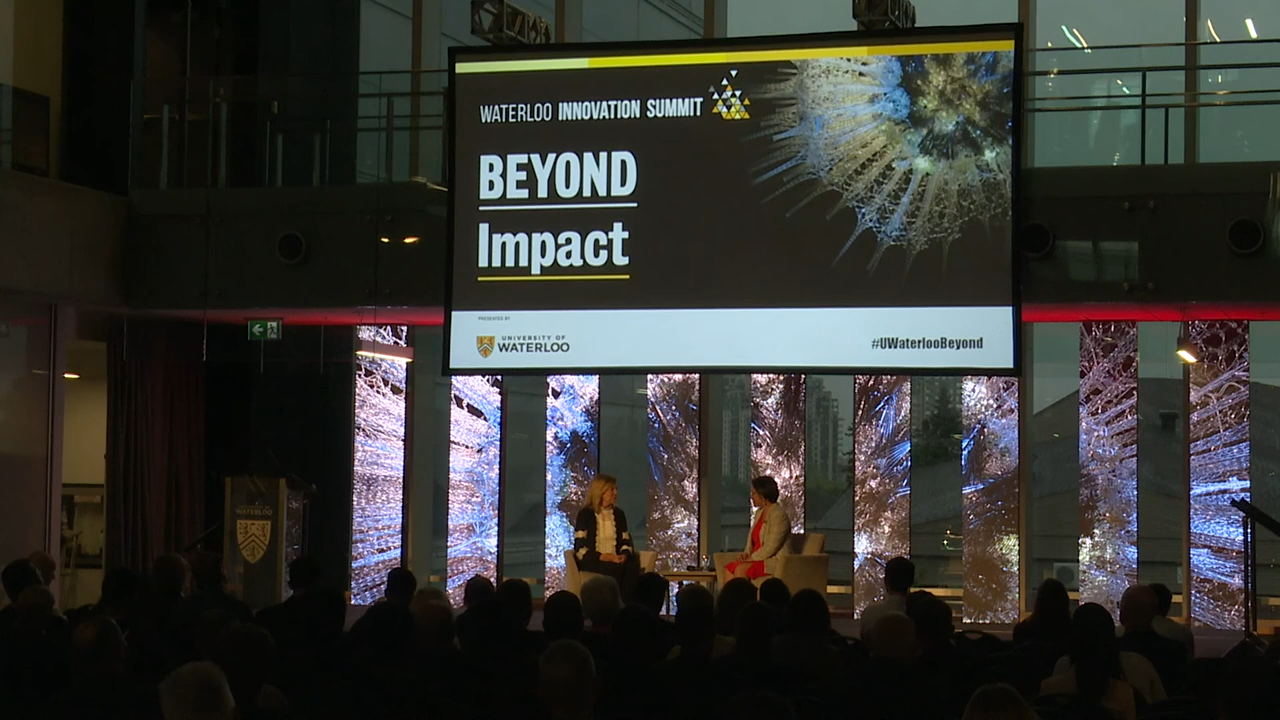 WATERLOO INNOVATION SUMMIT
BEYOND
Impact
PRESENTED BY
UNIVERSITY OF
WATERLOO
#UWaterlooBeyond
WATERLOO